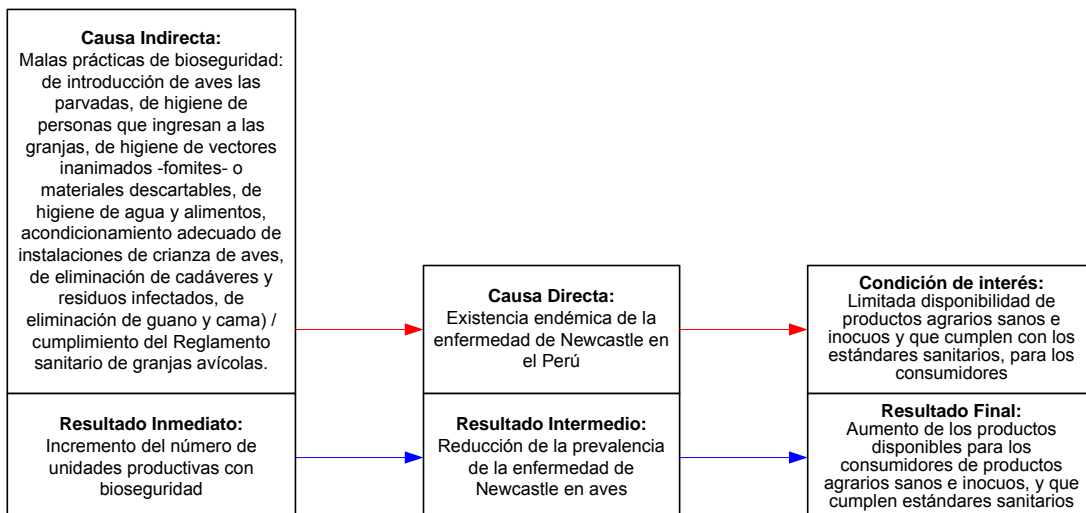 Causa Indirecta:
Malas prácticas de bioseguridad:
de introducción de aves las
parvadas, de higiene de
personas que ingresan a las
granjas, de higiene de vectores
inanimados -fomites- o
materiales descartables, de
higiene de agua y alimentos,
acondicionamiento adecuado de
instalaciones de crianza de aves,
de eliminación de cadáveres y
residuos infectados, de
eliminación de guano y cama) /
cumplimiento del Reglamento
sanitario de granjas avícolas.
Causa Directa:
Existencia endémica de la
enfermedad de Newcastle en
el Perú
Condición de interés:
Limitada disponibilidad de
productos agrarios sanos e
inocuos y que cumplen con los
estándares sanitarios, para los
consumidores
Resultado Inmediato:
Incremento del número de
unidades productivas con
bioseguridad
Resultado Intermedio:
Reducción de la prevalencia
de la enfermedad de
Newcastle en aves
Resultado Final:
Aumento de los productos
disponibles para los
consumidores de productos
agrarios sanos e inocuos, y que
cumplen estándares sanitarios